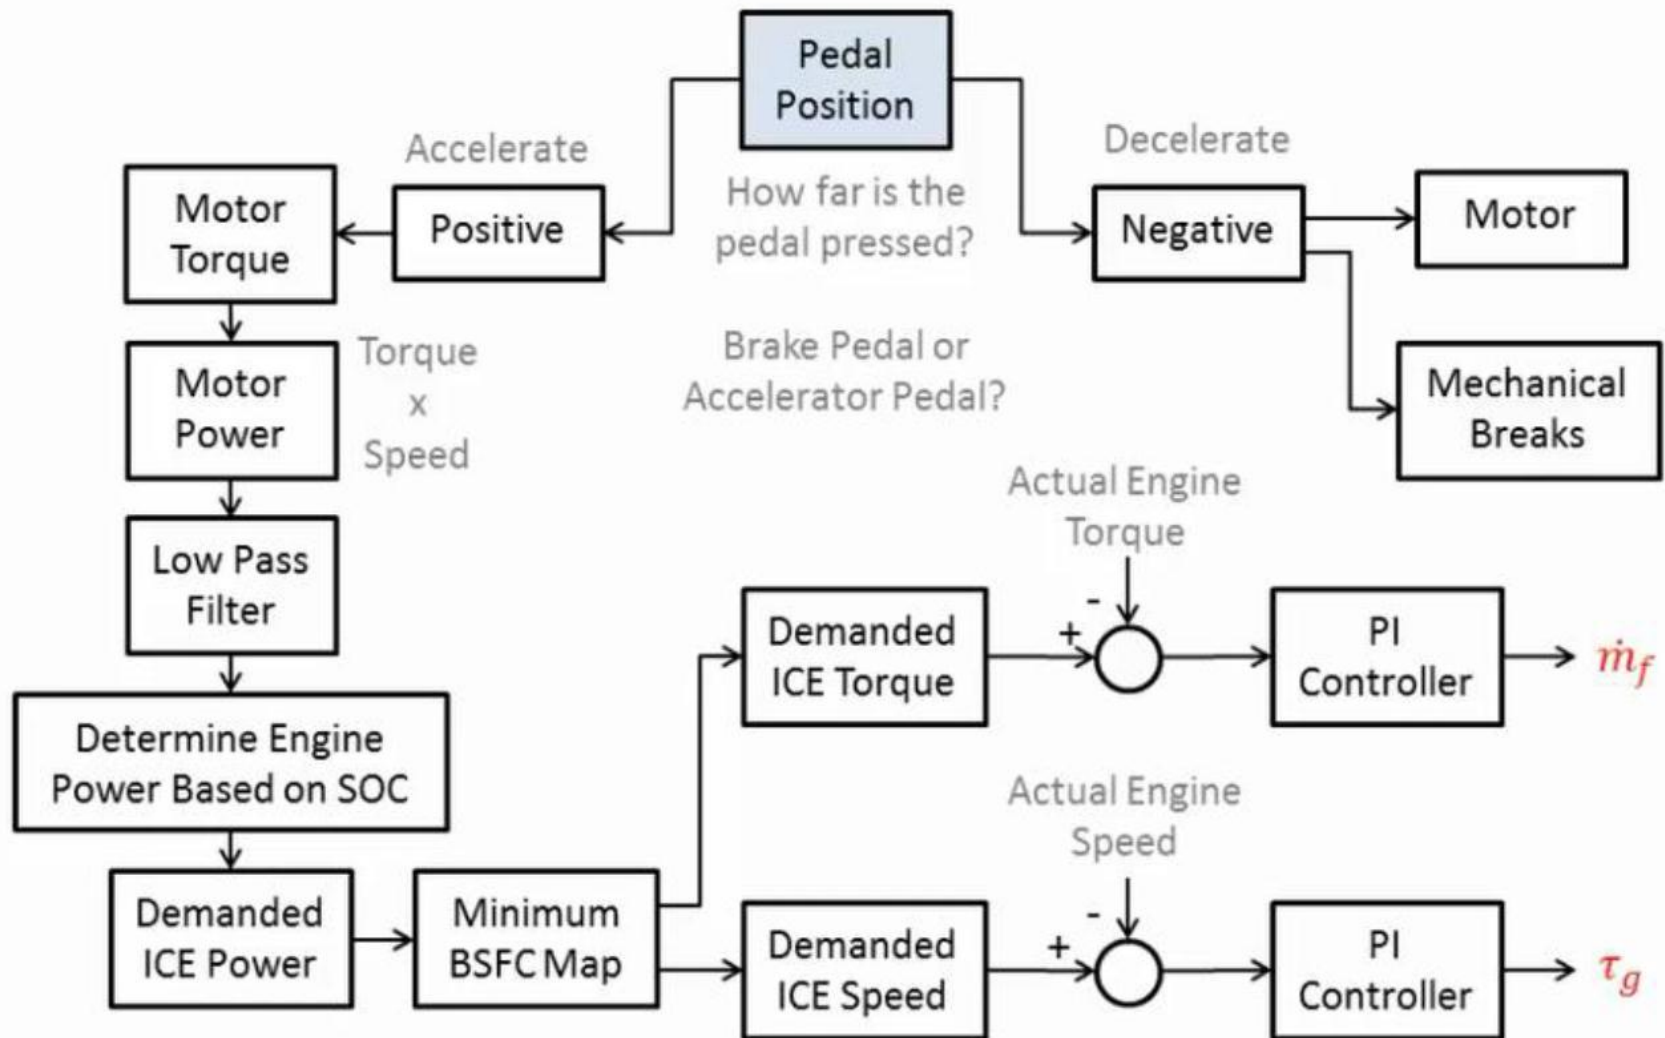 Pedal
Position
Accelerate
Decelerate
Motor
Torque
Positive
How far is the
pedal pressed?
Negative
Motor
Motor
Power
Torque
x
Speed
Brake Pedal or
Accelerator Pedal?
Mechanical
Breaks
Low Pass
Filter
Actual Engine
Torque
Determine Engine
Power Based on SOC
Demanded
ICE Torque
+
-
PI
Controller
ṁ_f
Actual Engine
Speed
Demanded
ICE Power
Minimum
BSFC Map
Demanded
ICE Speed
+
-
PI
Controller
τ_g